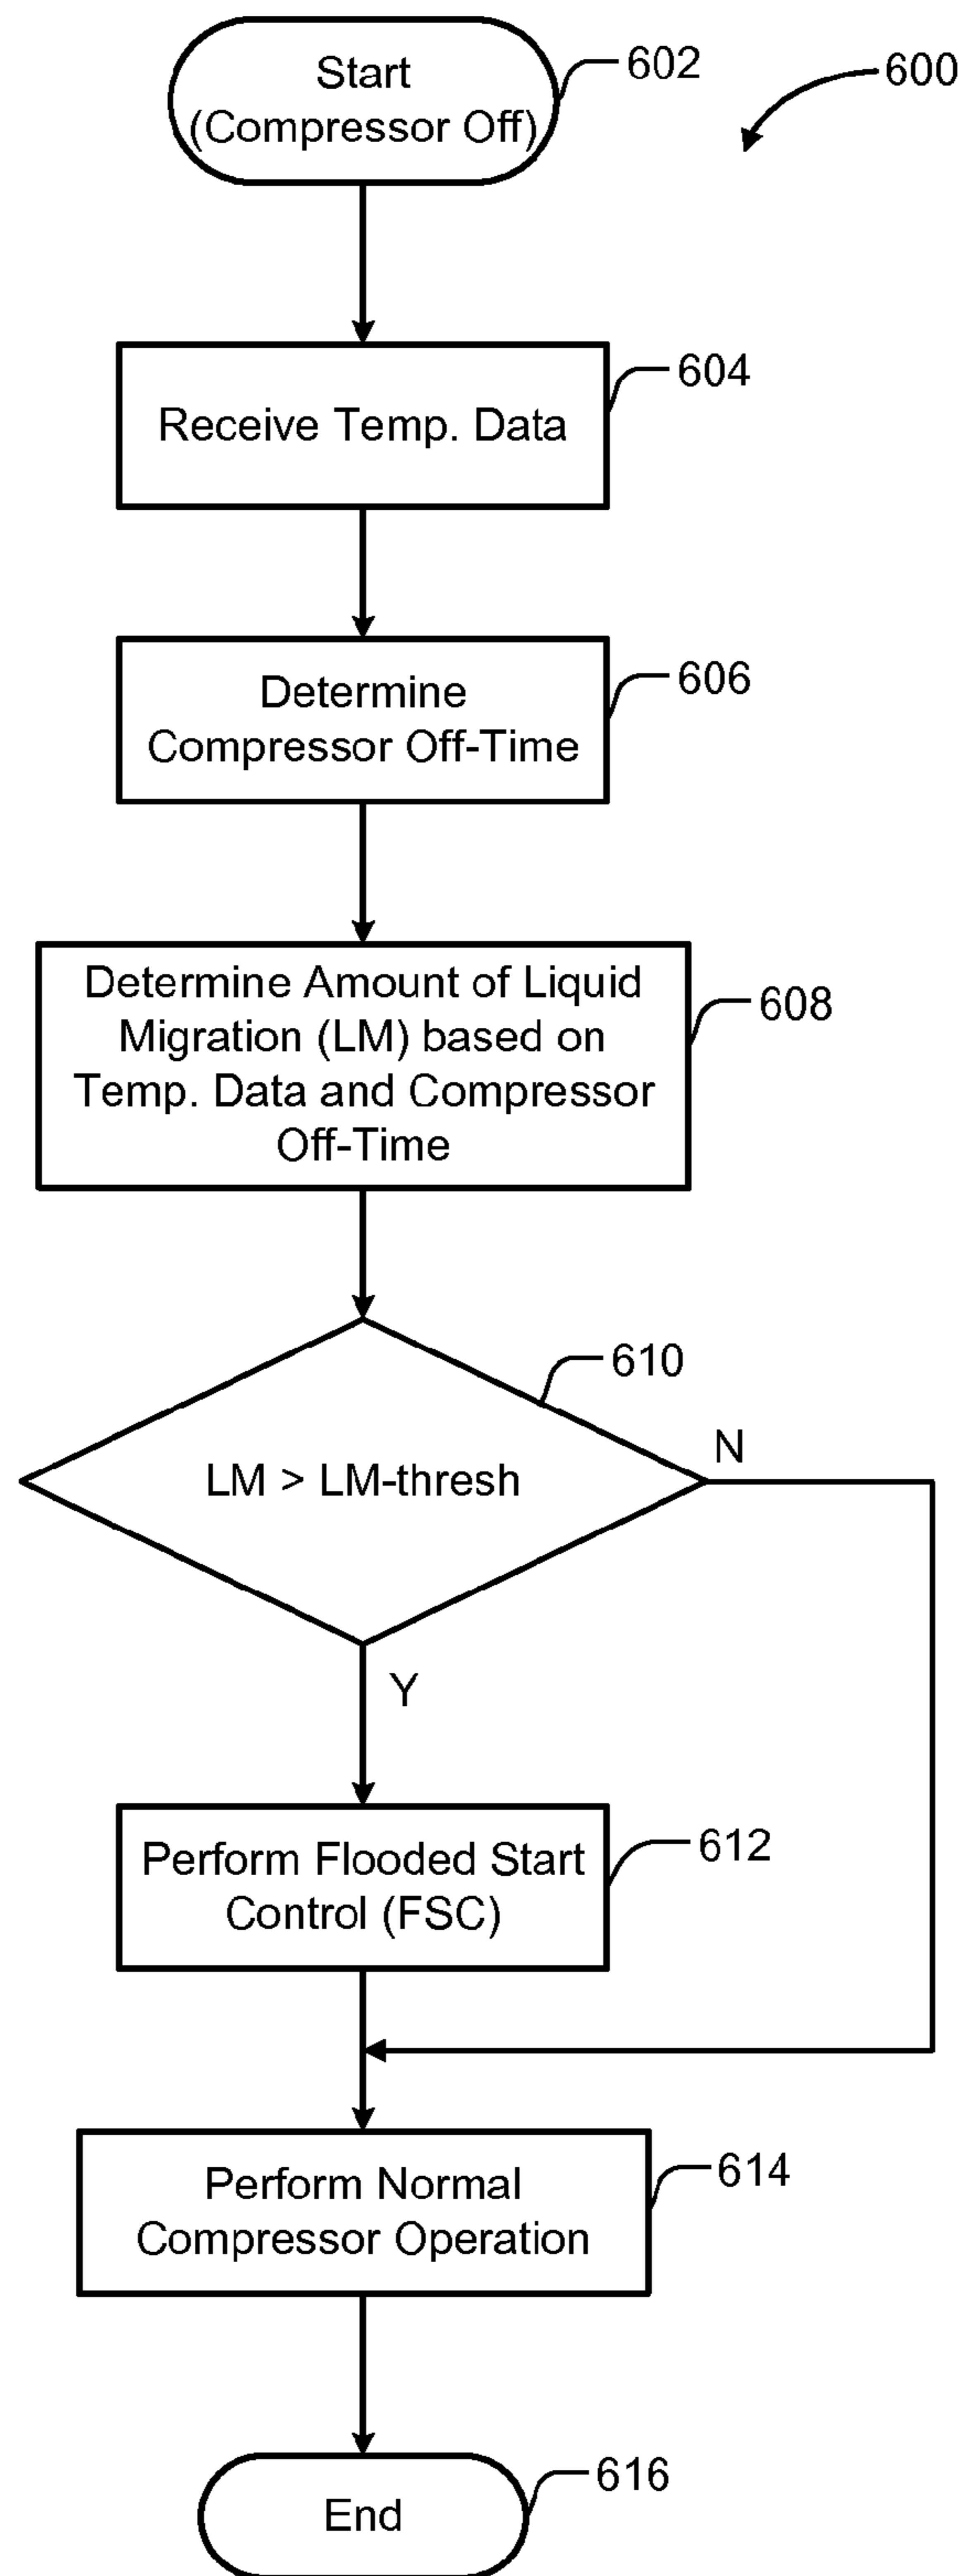 Start
(Compressor Off)
602
600
Receive Temp. Data
604
Determine
Compressor Off-Time
606
Determine Amount of Liquid
Migration (LM) based on
Temp. Data and Compressor
Off-Time
608
610
LM > LM-thresh
N
Y
Perform Flooded Start
Control (FSC)
612
Perform Normal
Compressor Operation
614
End
616